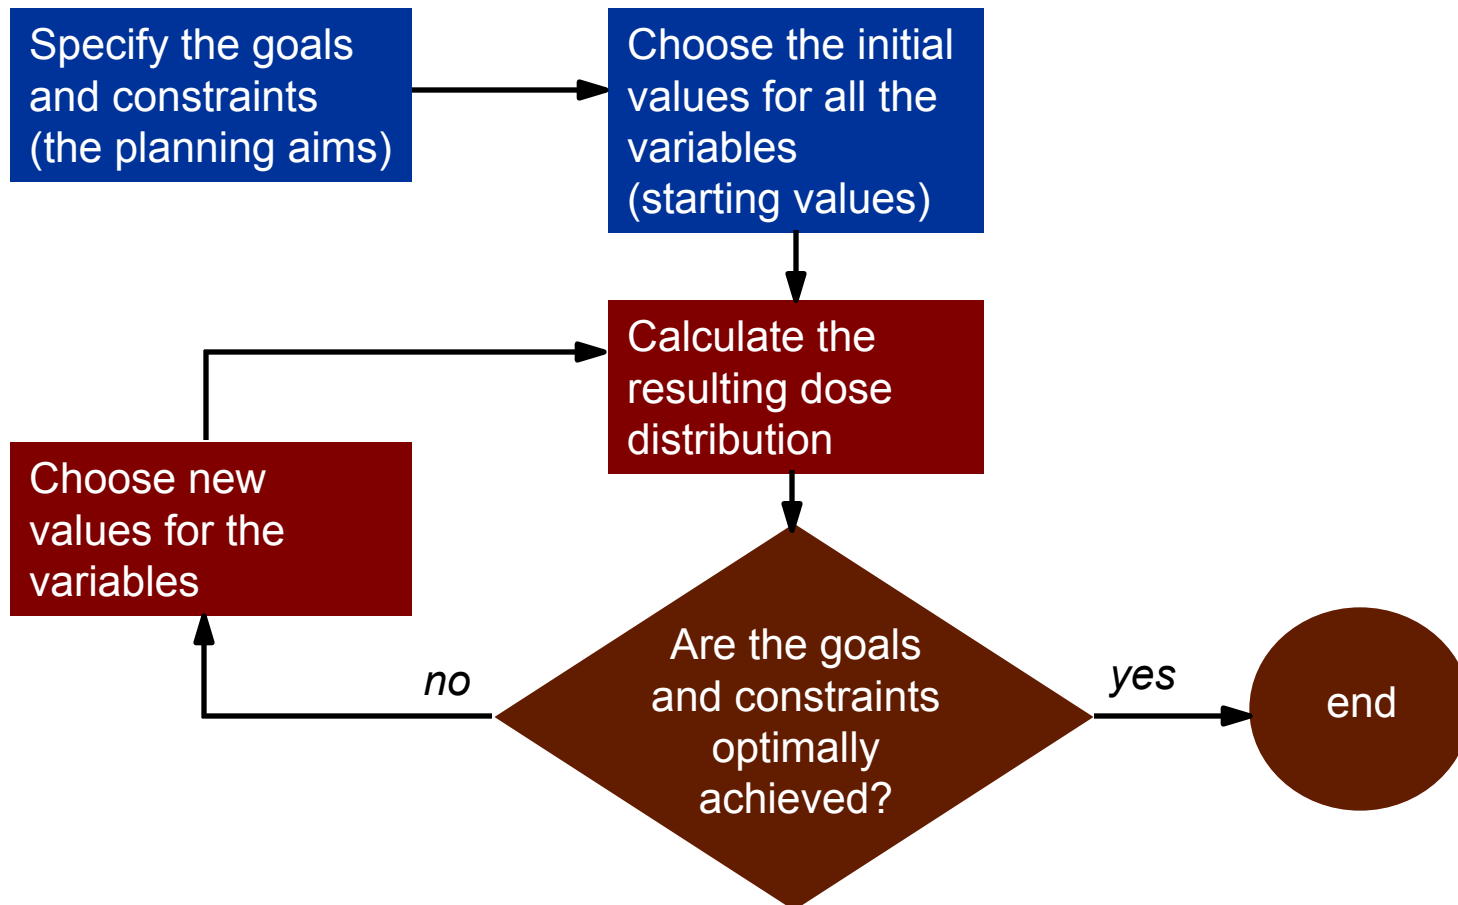 Specify the goals
and constraints
(the planning aims)
Choose the initial
values for all the
variables
(starting values)
Calculate the
resulting dose
distribution
Choose new
values for the
variables
Are the goals
and constraints
optimally
achieved?
no
yes
end